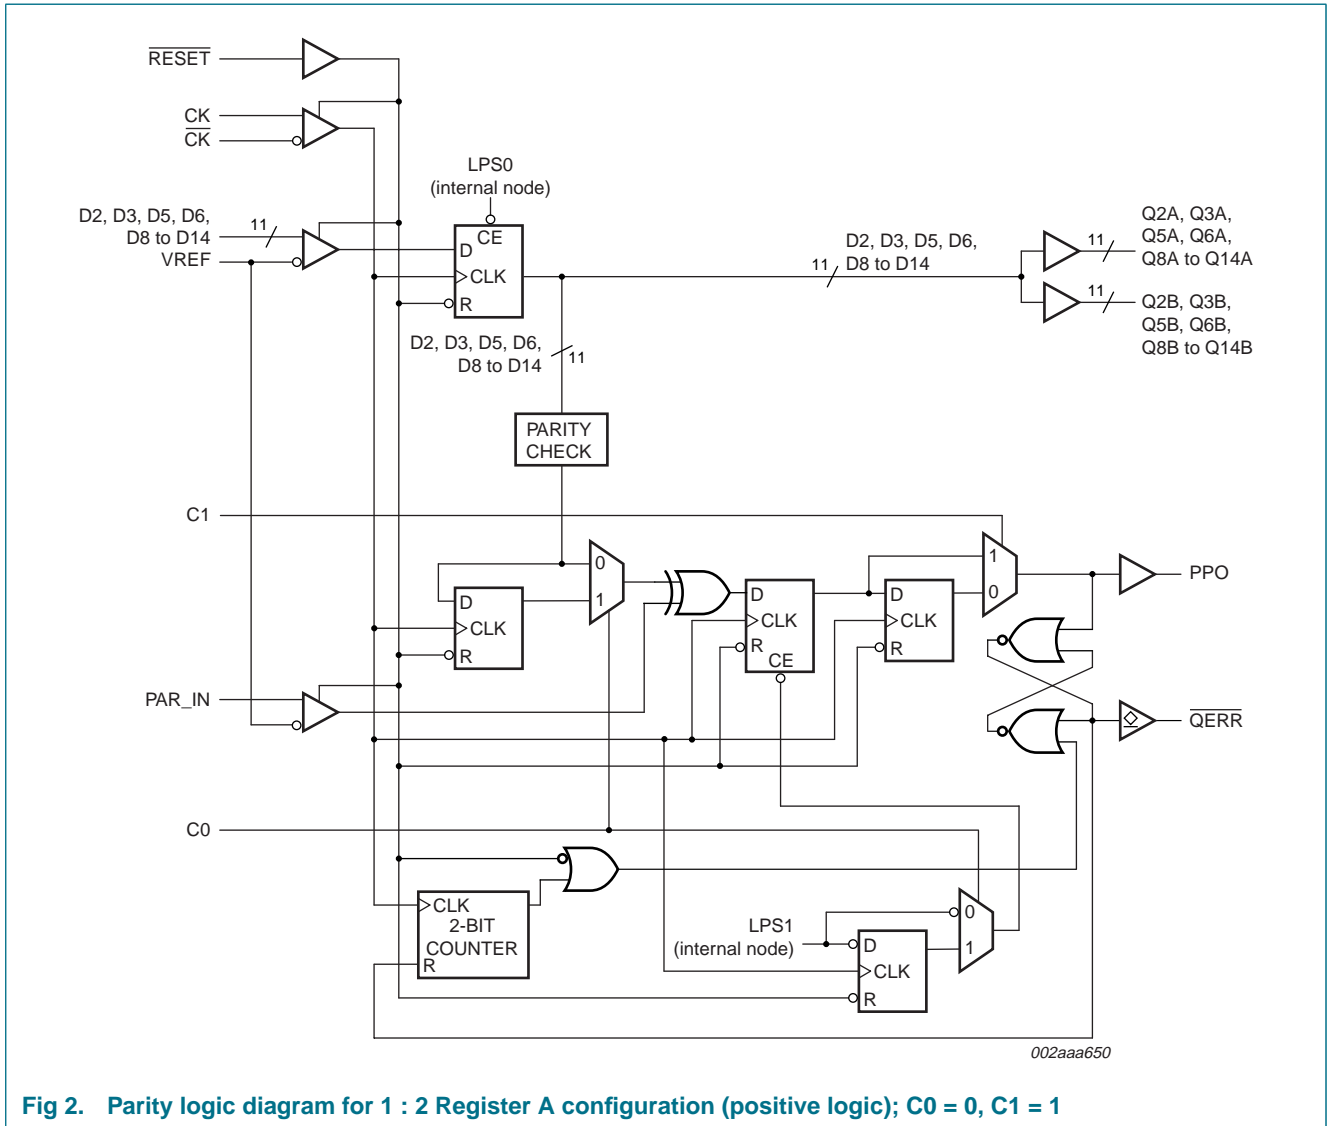 RESET
CK
CK
LPS0
(internal node)
D2, D3, D5, D6,
D8 to D14
11
VREF
CE
D
CLK
R
D2, D3, D5, D6,
D8 to D14
11
11
Q2A, Q3A,
Q5A, Q6A,
Q8A to Q14A
11
Q2B, Q3B,
Q5B, Q6B,
Q8B to Q14B
D2, D3, D5, D6,
D8 to D14
11
PARITY
CHECK
C1
0
1
D
CLK
R
D
CLK
R
CE
D
CLK
R
1
0
PPO
PAR_IN
QERR
C0
CLK
2-BIT
COUNTER
R
LPS1
(internal node)
D
CLK
R
0
1
002aaa650
Fig 2. Parity logic diagram for 1 : 2 Register A configuration (positive logic); C0 = 0, C1 = 1